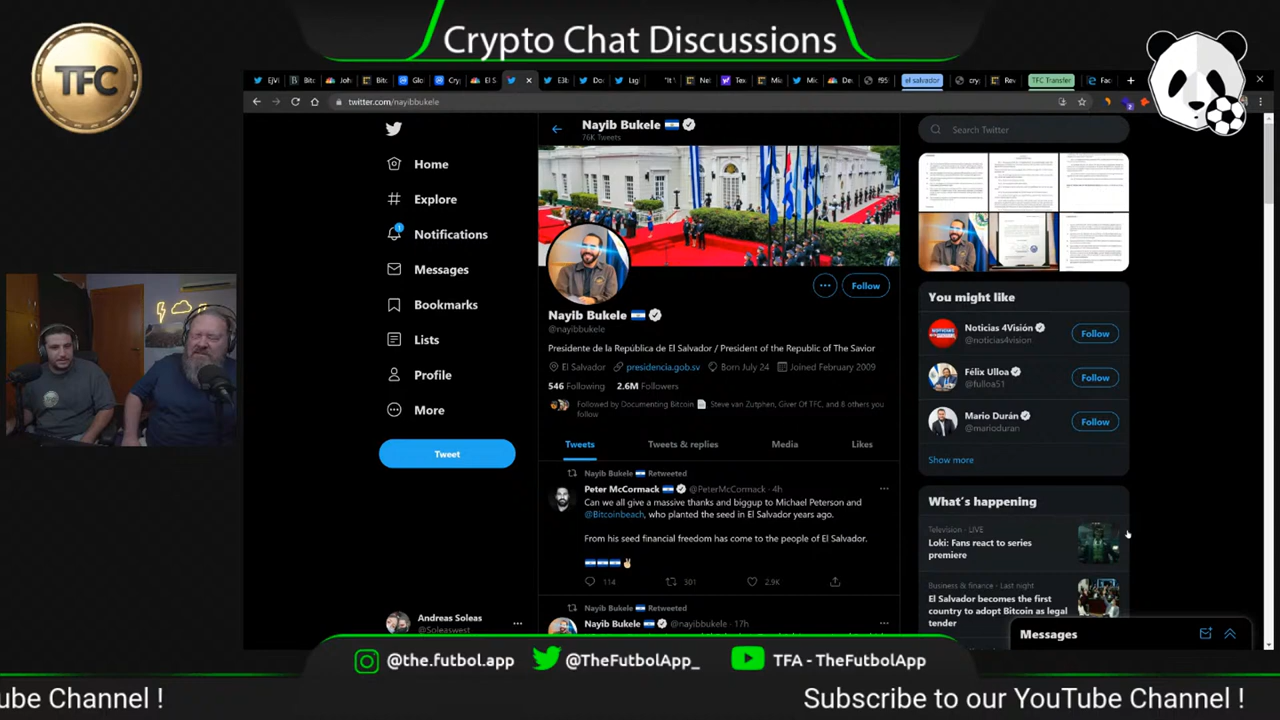 Crypto Chat Discussions
TFC
el salvador
TFC Transfer
twitter.com/nayibbukele
Nayib Bukele
76K Tweets
Search Twitter
Home
Explore
1
Notifications
Messages
Bookmarks
Lists
Profile
More
Tweet
Follow
Nayib Bukele
@nayibbukele
Presidente de la República de El Salvador / President of the Republic of The Savior
El Salvador presidencia.gob.sv Born July 24 Joined February 2009
546 Following 2.6M Followers
Followed by Documenting Bitcoin Steve van Zutphen, Giver Of TFC, and 8 others you
follow
Tweets Tweets & replies Media Likes
Nayib Bukele Retweeted
Peter McCormack @PeterMcCormack · 4h
Can we all give a massive thanks and biggup to Michael Peterson and
@Bitcoinbeach, who planted the seed in El Salvador years ago.
From his seed financial freedom has come to the people of El Salvador.
114 301 2.9K
Nayib Bukele Retweeted
Nayib Bukele @nayibbukele · 17h
You might like
Noticias 4Visión
@noticias4vision
Follow
Félix Ulloa
@fulloa51
Follow
Mario Durán
@marioduran
Follow
Show more
What's happening
Television · LIVE
Loki: Fans react to series
premiere
Business & finance · Last night
El Salvador becomes the first
country to adopt Bitcoin as legal
tender
Andreas Soleas
@Soleaswest
Messages
@the.futbol.app @TheFutbolApp_ TFA - TheFutbolApp
ube Channel ! Subscribe to our YouTube Channel !